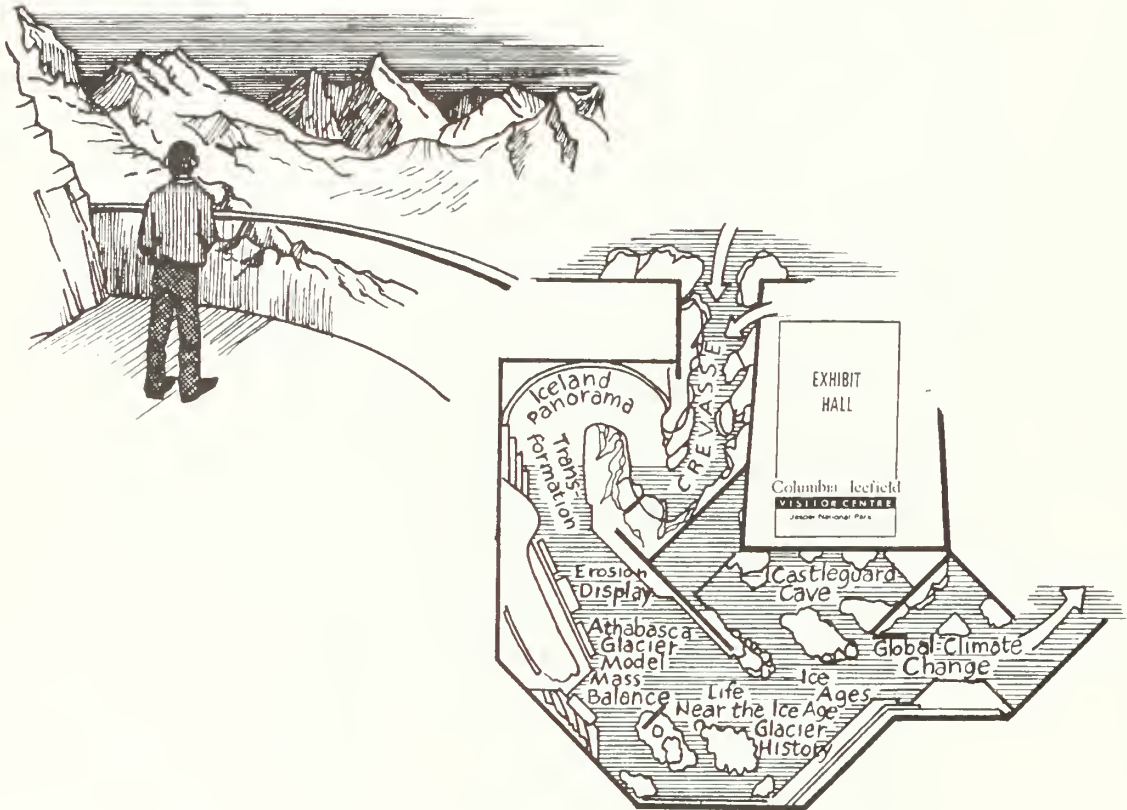 EXHIBIT
HALL
Columbia Icefield
VISITOR CENTRE
Jasper National Park
CREVASSE
Iceland
Panorama
Trans-
formation
Erosion
Display
Athabasca
Glacier
Model
Mass
Balance
Castleguard
Cave
Global Climate
Change
Ice
Ages
Life
Near the Ice Age
Glacier
History